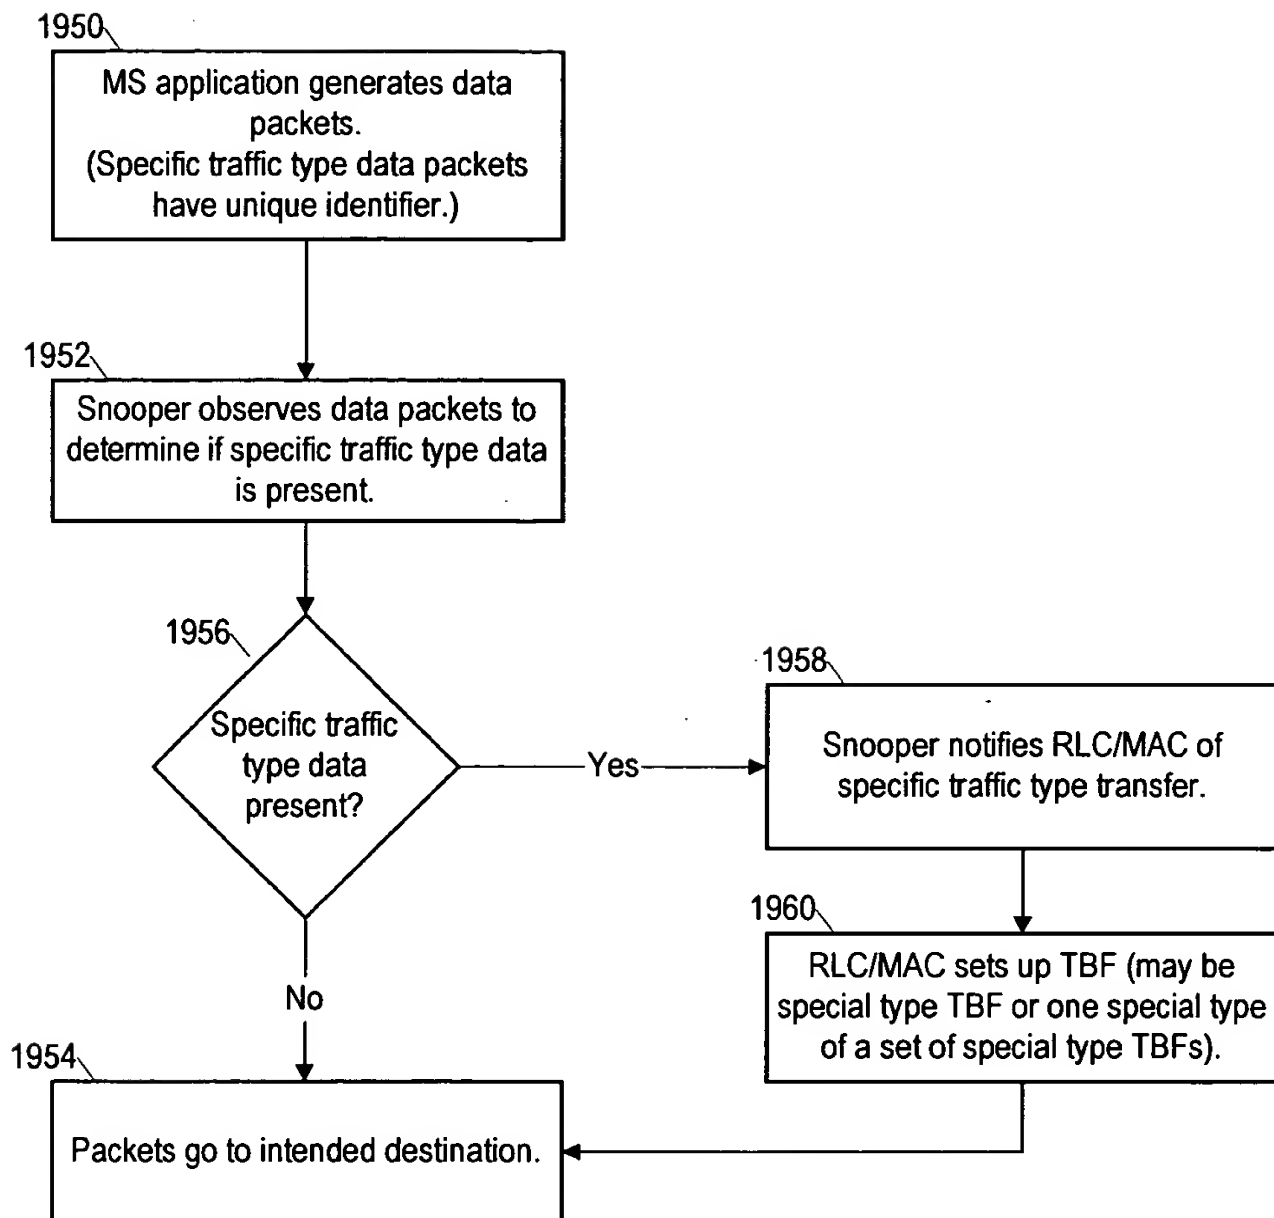 1950
MS application generates data
packets.
(Specific traffic type data packets
have unique identifier.)
1952
Snooper observes data packets to
determine if specific traffic type data
is present.
1956
Specific traffic
type data
present?
Yes
1958
Snooper notifies RLC/MAC of
specific traffic type transfer.
1960
RLC/MAC sets up TBF (may be
special type TBF or one special type
of a set of special type TBFs).
No
1954
Packets go to intended destination.